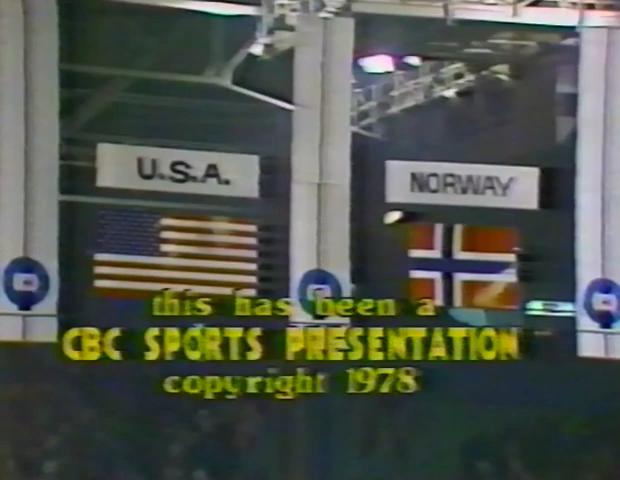 U.S.A.
NORWAY
this has been a
CBC SPORTS PRESENTATION
copyright 1978